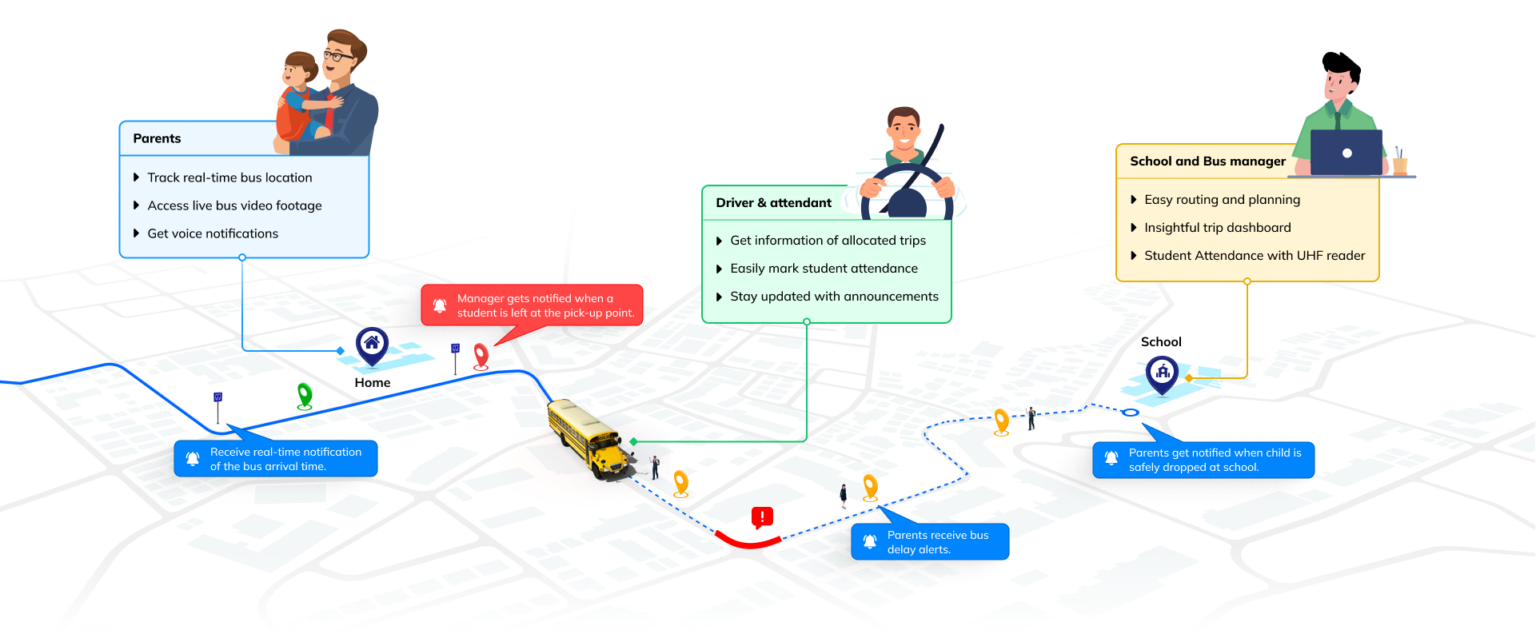 Parents
Track real-time bus location
Access live bus video footage
Get voice notifications
Manager gets notified when a
student is left at the pick-up point.
Home
Receive real-time notification
of the bus arrival time.
Driver & attendant
Get information of allocated trips
Easily mark student attendance
Stay updated with announcements
!
Parents receive bus
delay alerts.
School and Bus manager
Easy routing and planning
Insightful trip dashboard
Student Attendance with UHF reader
School
Parents get notified when child is
safely dropped at school.